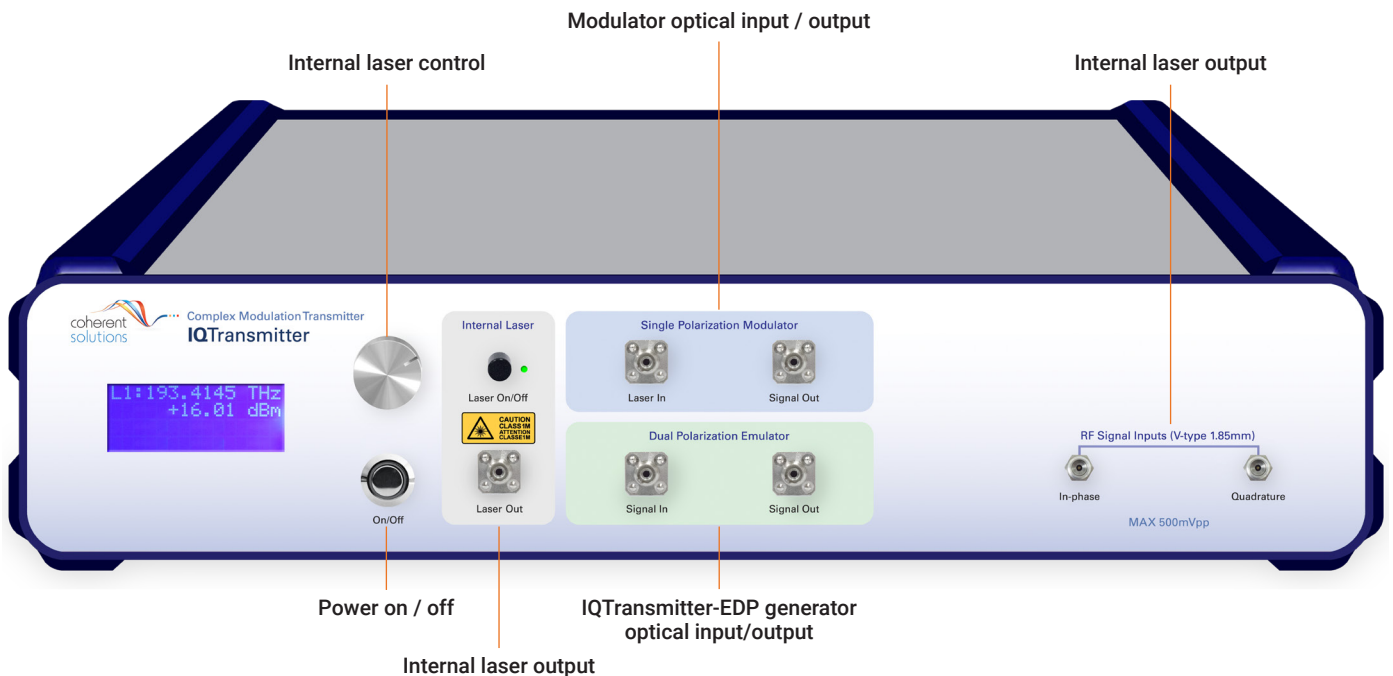 Modulator optical input / output
Internal laser control
Internal laser output
coherent
solutions
Complex Modulation Transmitter
IQTransmitter
L1:193.4145 THz
+16.01 dBm
On/Off
Internal Laser
Laser On/Off
CAUTION
CLASS1M
ATTENTION
CLASSE1M
Laser Out
Single Polarization Modulator
Laser In
Signal Out
Dual Polarization Emulator
Signal In
Signal Out
RF Signal Inputs (V-type 1.85mm)
In-phase
Quadrature
MAX 500mVpp
Power on / off
IQTransmitter-EDP generator
optical input/output
Internal laser output